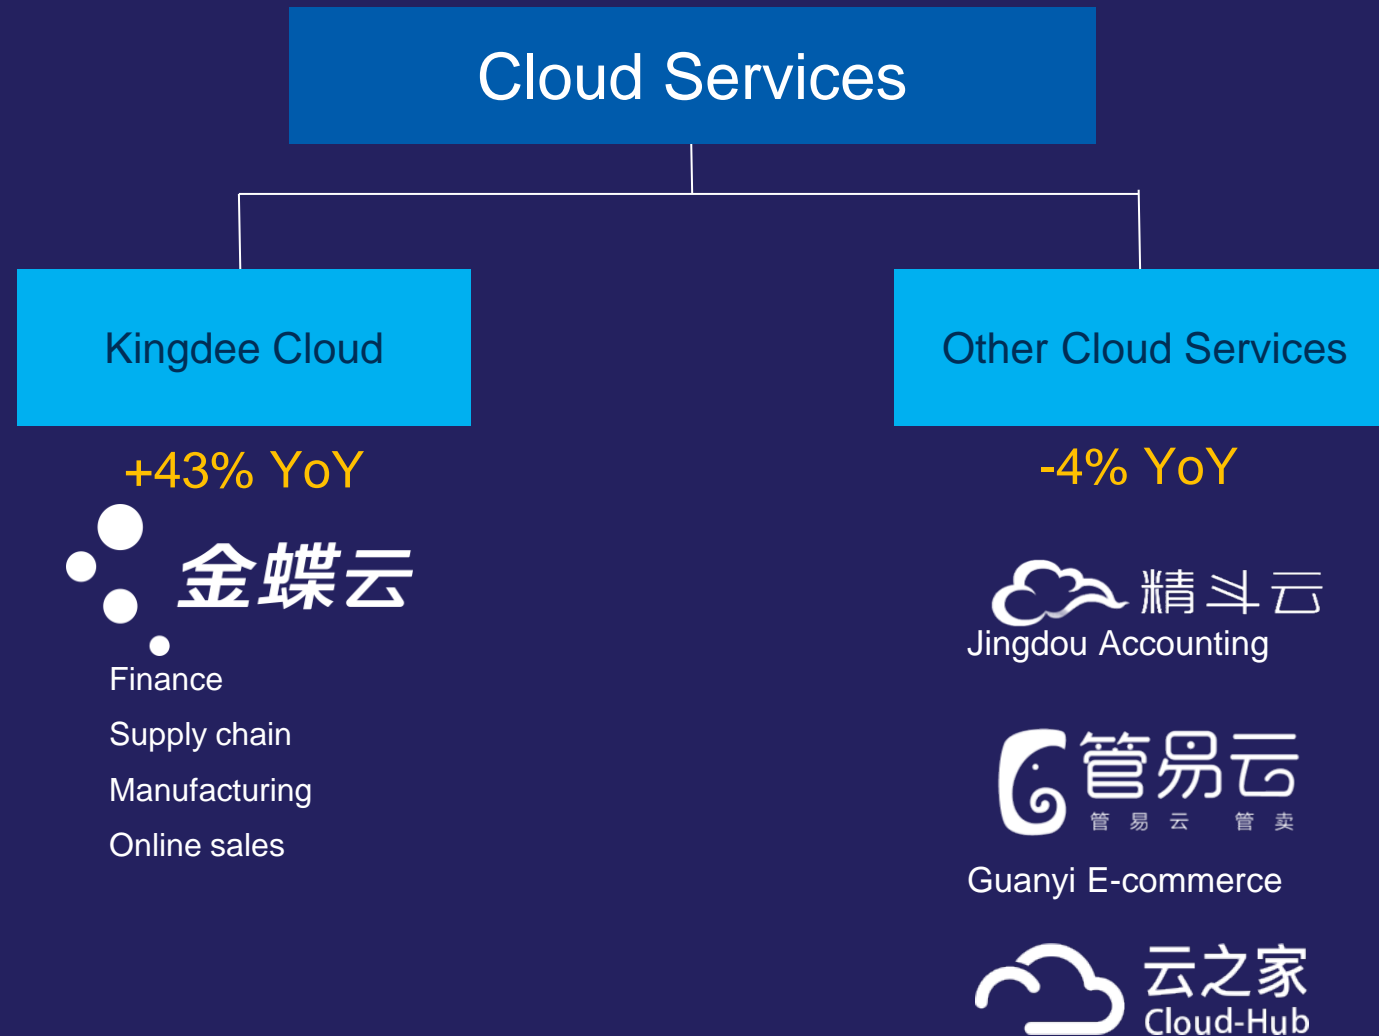 Cloud Services
Kingdee Cloud
+43% YoY
金蝶云
Finance
Supply chain
Manufacturing
Online sales
Other Cloud Services
-4% YoY
精斗云
Jingdou Accounting
管易云
管易云 管卖
Guanyi E-commerce
云之家
Cloud-Hub